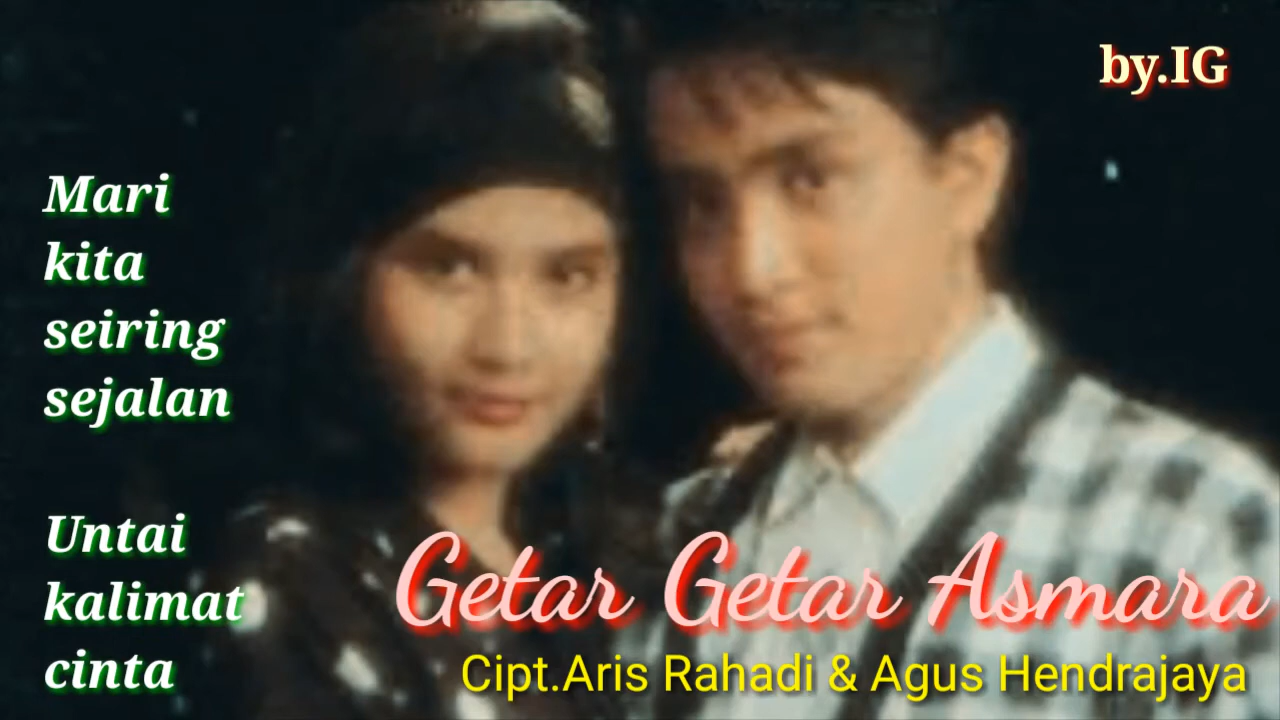 by.IG
Mari
kita
seiring
sejalan
Untai
kalimat
cinta
Getar Getar Asmara
Cipt.Aris Rahadi & Agus Hendrajaya